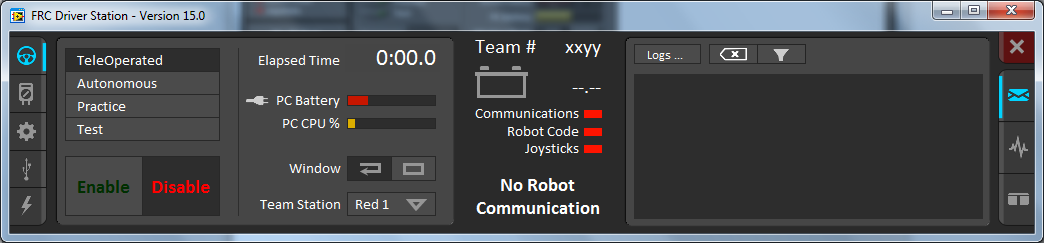 FRC Driver Station - Version 15.0
TeleOperated
Autonomous
Practice
Test
Enable Disable
Elapsed Time 0:00.0
PC Battery
PC CPU %
Window
Team Station Red 1
Team # xxyy
--.--
Communications
Robot Code
Joysticks
No Robot
Communication
Logs ...